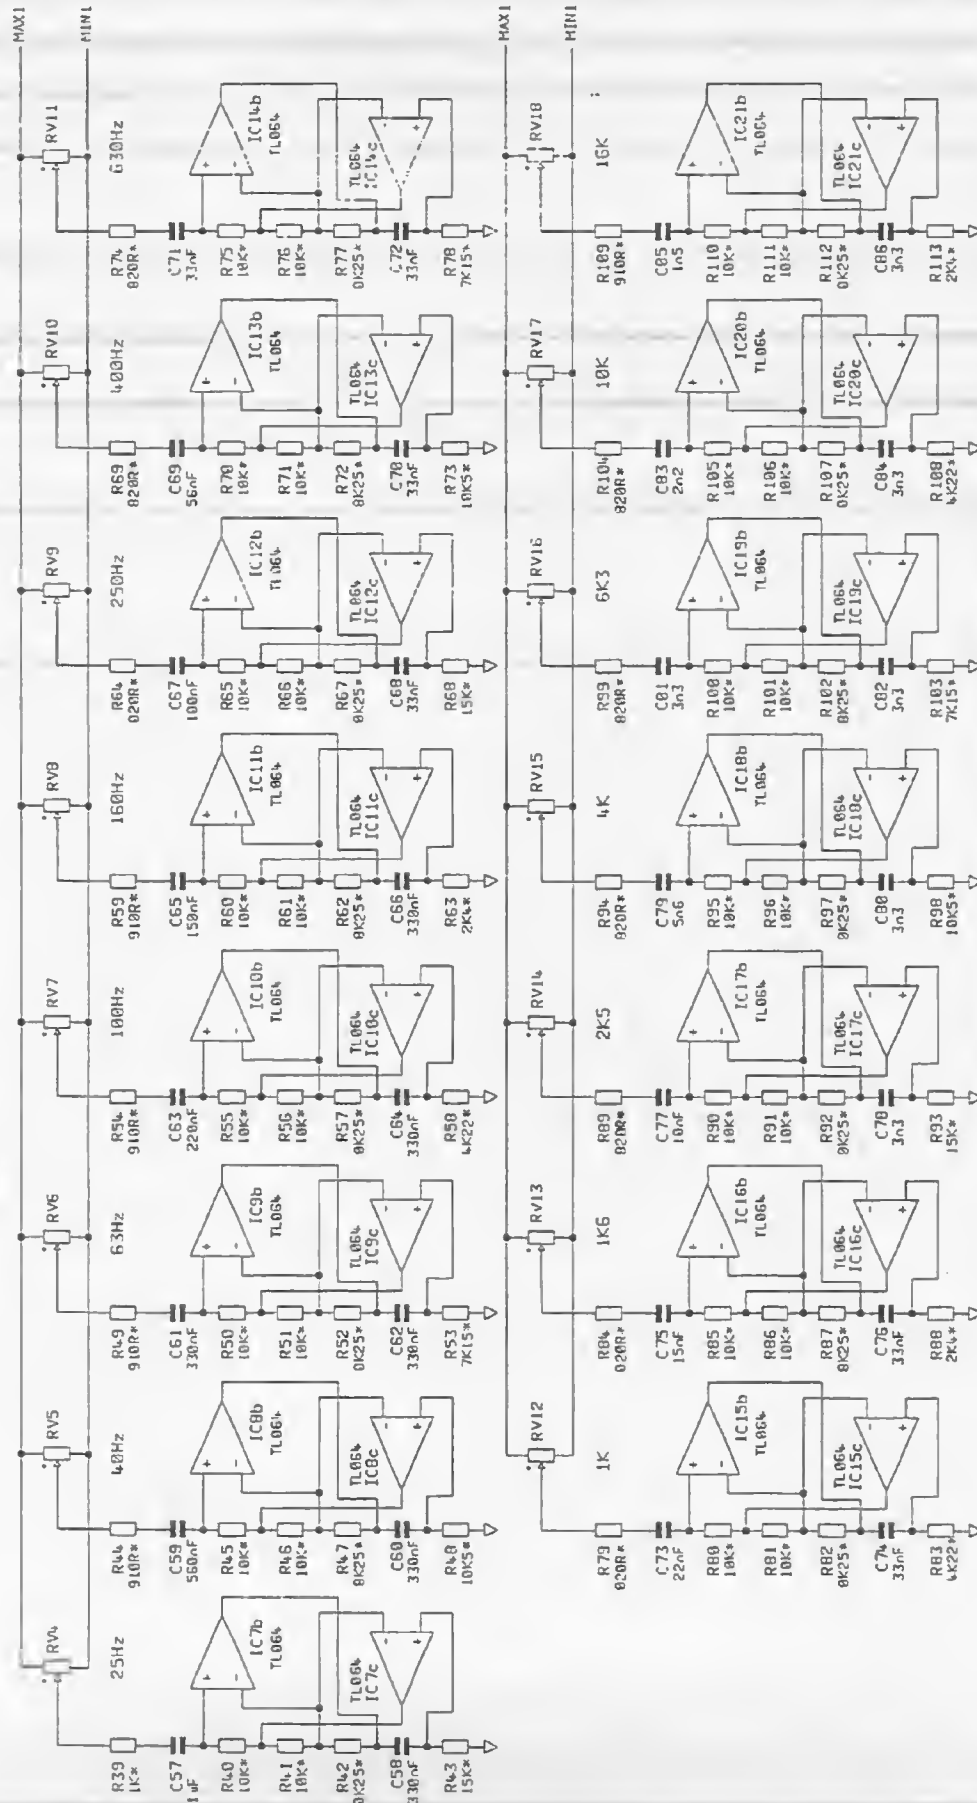 MAX1
MIN1
RV4
25Hz
R39
1K*
C57
1uF
R40
10K*
R41
10K*
R42
0K25*
C58
330nF
R43
15K*
IC7b
TL064
TL064
IC7c
RV5
40Hz
R44
910R*
C59
560nF
R45
10K*
R46
10K*
R47
8K25*
C60
330nF
R48
10K5*
IC8b
TL064
TL064
IC8c
RV6
63Hz
R49
910R*
C61
330nF
R50
10K*
R51
10K*
R52
0K25*
C62
330nF
R53
7K15*
IC9b
TL064
TL064
IC9c
RV7
100Hz
R54
910R*
C63
220nF
R55
10K*
R56
10K*
R57
0K25*
C64
330nF
R58
4K22*
IC10b
TL064
TL064
IC10c
RV8
160Hz
R59
910R*
C65
150nF
R60
10K*
R61
10K*
R62
8K25*
C66
330nF
R63
2K4*
IC11b
TL064
TL064
IC11c
RV9
250Hz
R64
020R*
C67
100nF
R65
10K*
R66
10K*
R67
0K25*
C68
33nF
R68
15K*
IC12b
TL064
TL064
IC12c
RV10
400Hz
R69
820R*
C69
56nF
R70
10K*
R71
10K*
R72
8K25*
C70
33nF
R73
10K5*
IC13b
TL064
TL064
IC13c
RV11
630Hz
R74
820R*
C71
33nF
R75
10K*
R76
10K*
R77
0K25*
C72
33nF
R78
7K15*
IC14b
TL064
TL064
IC14c
MAX1
MIN1
RV12
1K
R79
020R*
C73
22nF
R80
10K*
R81
10K*
R82
0K25*
C74
33nF
R83
4K22*
IC15b
TL064
TL064
IC15c
RV13
1K6
R84
020R*
C75
15nF
R85
10K*
R86
10K*
R87
8K25*
C76
33nF
R88
2K4*
IC16b
TL064
TL064
IC16c
RV14
2K5
R89
020R*
C77
10nF
R90
10K*
R91
10K*
R92
0K25*
C78
3n3
R93
15K*
IC17b
TL064
TL064
IC17c
RV15
4K
R94
820R*
C79
5n6
R95
10K*
R96
10K*
R97
0K25*
C80
3n3
R98
10K5*
IC18b
TL064
TL064
IC18c
RV16
6K3
R99
820R*
C81
3n3
R100
10K*
R101
10K*
R102
8K25*
C82
3n3
R103
7K15*
IC19b
TL064
TL064
IC19c
RV17
10K
R104
820R*
C83
2n2
R105
10K*
R106
10K*
R107
0K25*
C84
3n3
R108
4K22*
IC20b
TL064
TL064
IC20c
RV18
16K
R109
910R*
C85
1n5
R110
10K*
R111
10K*
R112
0K25*
C86
3n3
R113
2K4*
IC21b
TL064
TL064
IC21c